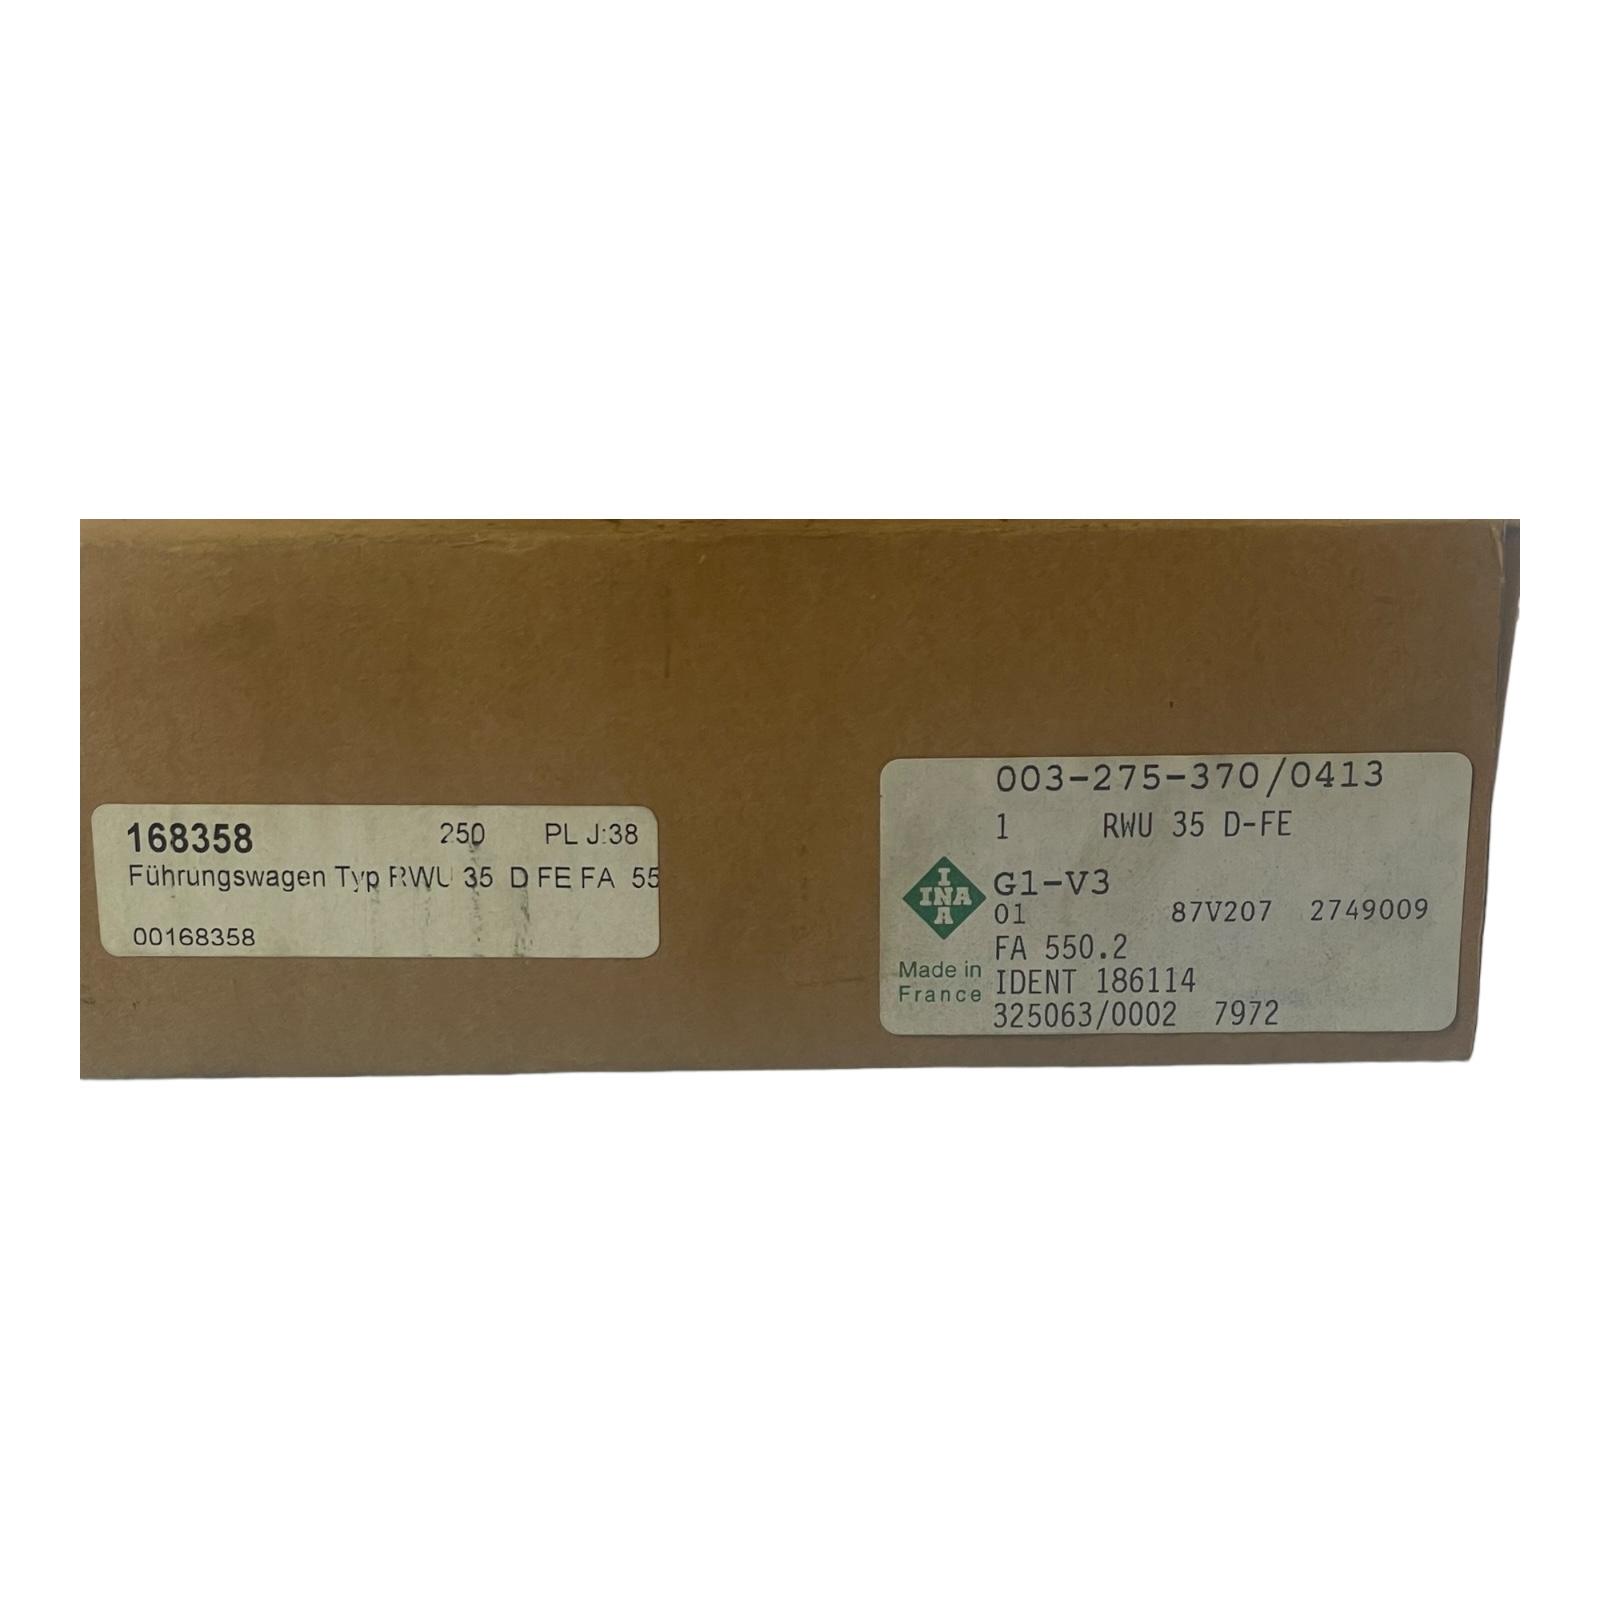 168358 250 PL J:38
Führungswagen Typ RWU 35 D FE FA 55
00168358
003-275-370/0413
1 RWU 35 D-FE
INA
INA
G1-V3
01 87V207 2749009
FA 550.2
Made in
France
IDENT 186114
325063/0002 7972